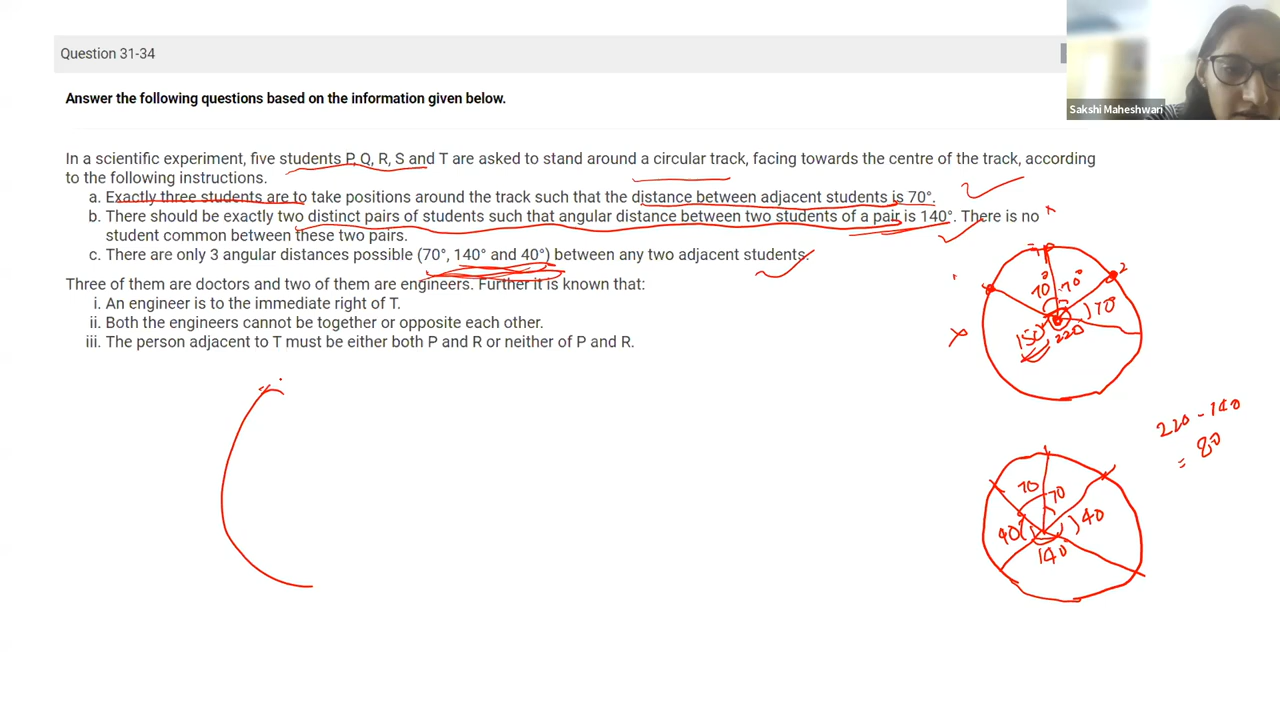 Question 31-34
Sakshi Maheshwari
Answer the following questions based on the information given below.
In a scientific experiment, five students P, Q, R, S and T are asked to stand around a circular track, facing towards the centre of the track, according
to the following instructions.
a. Exactly three students are to take positions around the track such that the distance between adjacent students is 70°.
b. There should be exactly two distinct pairs of students such that angular distance between two students of a pair is 140°. There is no
student common between these two pairs.
c. There are only 3 angular distances possible (70°, 140° and 40°) between any two adjacent students.
Three of them are doctors and two of them are engineers. Further it is known that:
i. An engineer is to the immediate right of T.
ii. Both the engineers cannot be together or opposite each other.
iii. The person adjacent to T must be either both P and R or neither of P and R.
2
70° 70°
70°
150 220
220 - 140
= 80
70 70
40 40
140